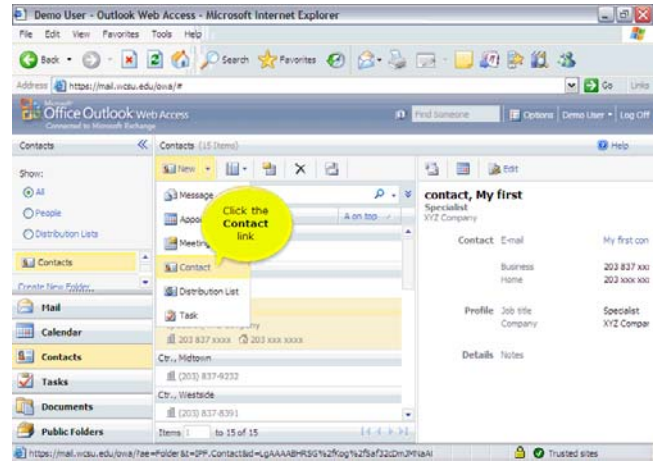 Demo User - Outlook Web Access - Microsoft Internet Explorer
File Edit View Favorites Tools Help
Back Search Favorites
Address https://mail.wcsu.edu/owa/# Go Links
Microsoft
Office Outlook Web Access
Connected to Microsoft Exchange
Find Someone Options Demo User Log Off
Contacts « Contacts (15 Items) Help
Show:
All
People
Distribution Lists
Contacts
Create New Folder...
Mail
Calendar
Contacts
Tasks
Documents
Public Folders
New
Message
Meeting
Contact
Distribution List
Task
Click the
Contact
link
A on top
203 837 xxxx 203 xxx xxxx
Ctr., Midtown
(203) 837-9232
Ctr., Westside
(203) 837-8391
Items 1 to 15 of 15
Edit
contact, My first
Specialist
XYZ Company
Contact E-mail My first con
Business 203 837 xxx
Home 203 xxx xxx
Profile Job title Specialist
Company XYZ Compan
Details Notes
Trusted sites